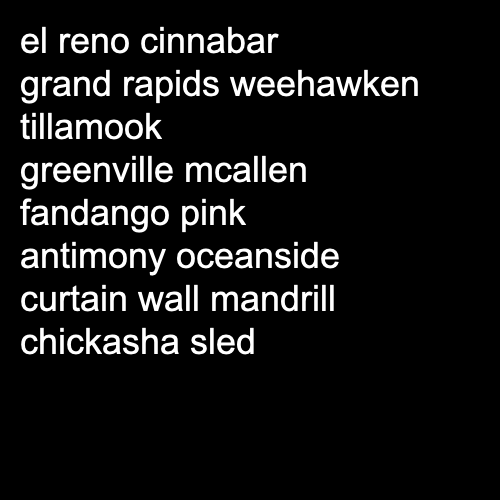 el reno cinnabar
grand rapids weehawken
tillamook
greenville mcallen
fandango pink
antimony oceanside
curtain wall mandrill
chickasha sled